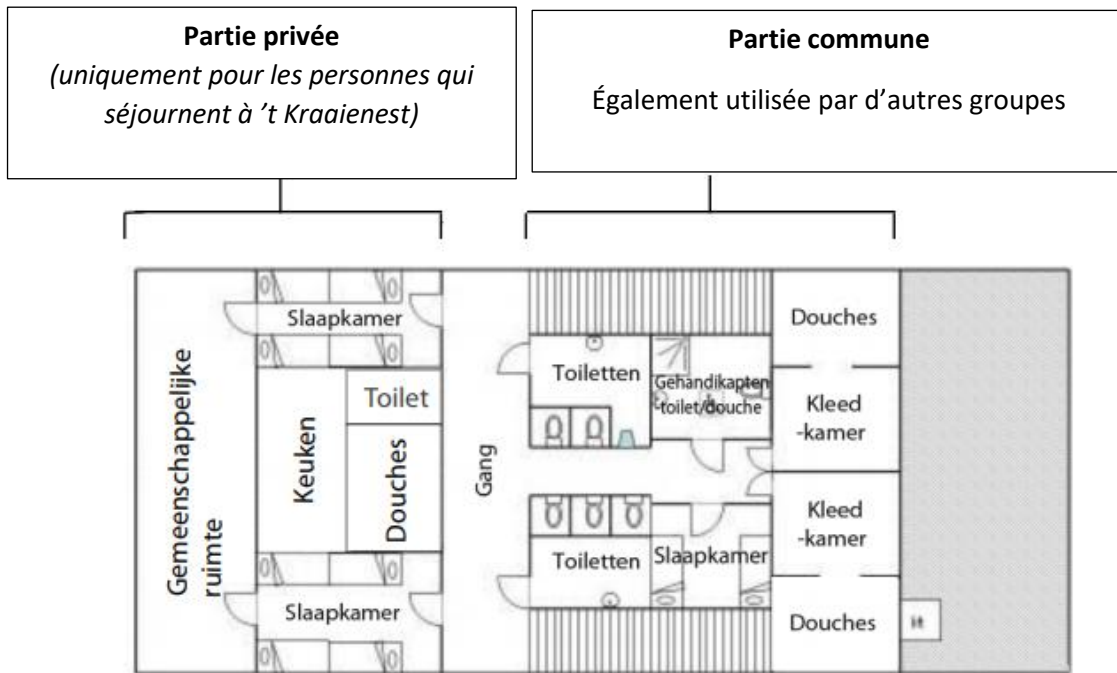 Partie privée
(uniquement pour les personnes qui
séjournent à ’t Kraaienest)
Partie commune
Également utilisée par d’autres groupes
Gemeenschappelijke
ruimte
Slaapkamer
Keuken
Toilet
Douches
Slaapkamer
Gang
Toiletten
Gehandikapten
toilet/douche
Toiletten
Slaapkamer
Douches
Kleed
-kamer
Kleed
-kamer
Douches